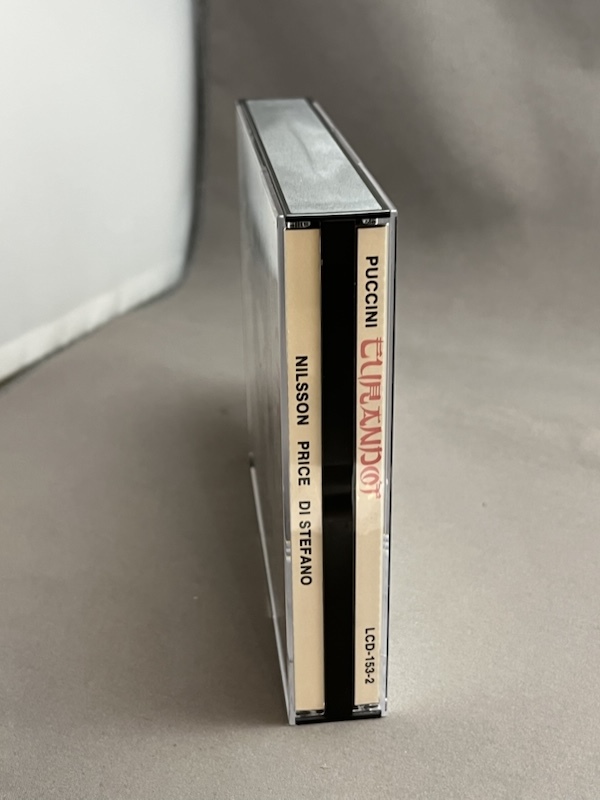 PUCCINI TURANDOT
LCD-153-2
NILSSON PRICE DI STEFANO